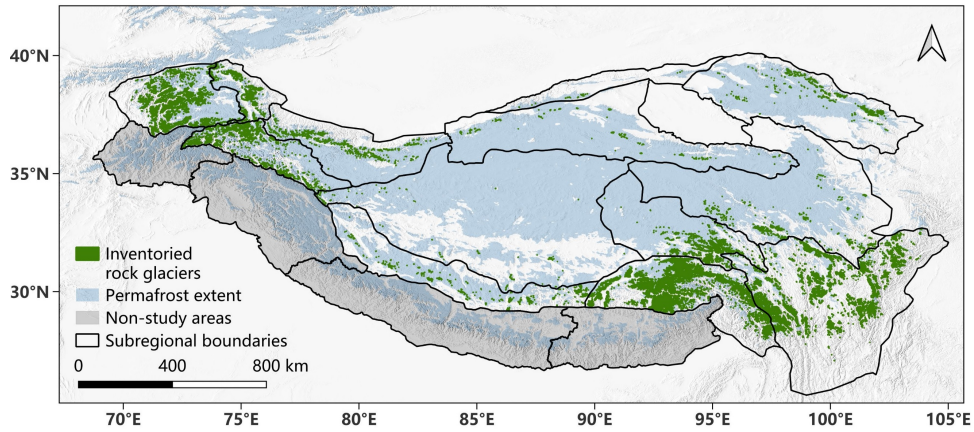 40°N
35°N
30°N
Inventoried
rock glaciers
Permafrost extent
Non-study areas
Subregional boundaries
0 400 800 km
70°E 75°E 80°E 85°E 90°E 95°E 100°E 105°E